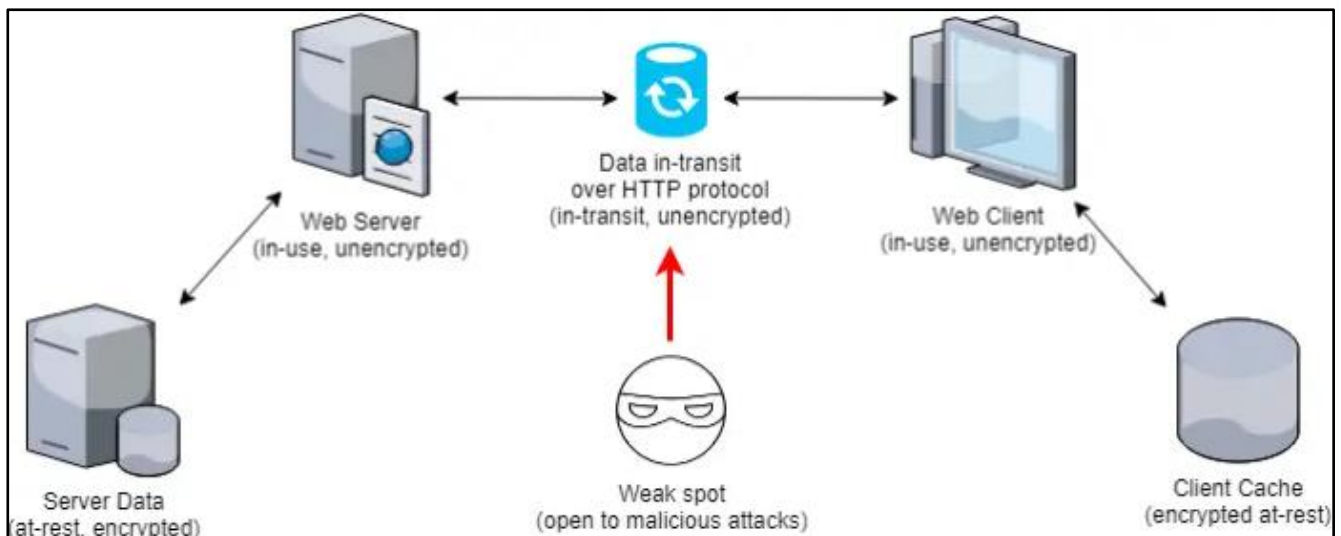 Data in-transit
over HTTP protocol
(in-transit, unencrypted)
Web Server
(in-use, unencrypted)
Web Client
(in-use, unencrypted)
Server Data
(at-rest, encrypted)
Weak spot
(open to malicious attacks)
Client Cache
(encrypted at-rest)